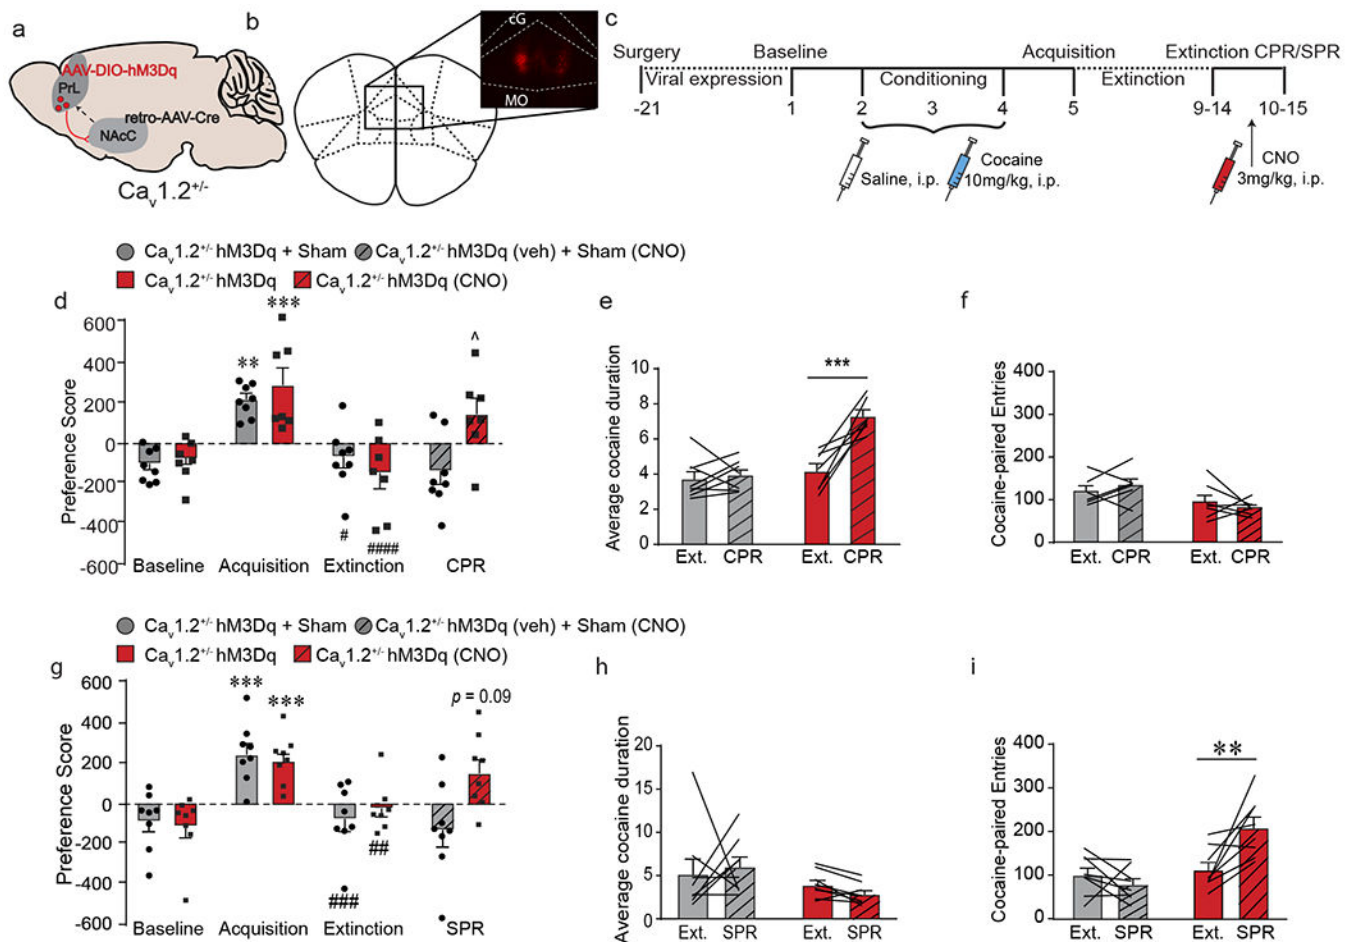 a
AAV-DIO-hM3Dq
PrL
retro-AAV-Cre
NAcC
Cav1.2+/-
b
cG
MO
c
Surgery Baseline Acquisition Extinction CPR/SPR
Viral expression Conditioning Extinction
-21 1 2 3 4 5 9-14 10-15
Saline, i.p.
Cocaine
10mg/kg, i.p.
CNO
3mg/kg, i.p.
Cav1.2+/- hM3Dq + Sham Cav1.2+/- hM3Dq (veh) + Sham (CNO)
Cav1.2+/- hM3Dq Cav1.2+/- hM3Dq (CNO)
d
Preference Score
600
400
200
0
-200
-400
-600
** *** # #### ^
Baseline Acquisition Extinction CPR
e
Average cocaine duration
10
8
6
4
2
0
***
Ext. CPR Ext. CPR
f
Cocaine-paired Entries
400
300
200
100
0
Ext. CPR Ext. CPR
Cav1.2+/- hM3Dq + Sham Cav1.2+/- hM3Dq (veh) + Sham (CNO)
Cav1.2+/- hM3Dq Cav1.2+/- hM3Dq (CNO)
g
Preference Score
600
400
200
0
-200
-400
-600
*** *** ### ## p = 0.09
Baseline Acquisition Extinction SPR
h
Average cocaine duration
20
15
10
5
0
Ext. SPR Ext. SPR
i
Cocaine-paired Entries
400
300
200
100
0
**
Ext. SPR Ext. SPR